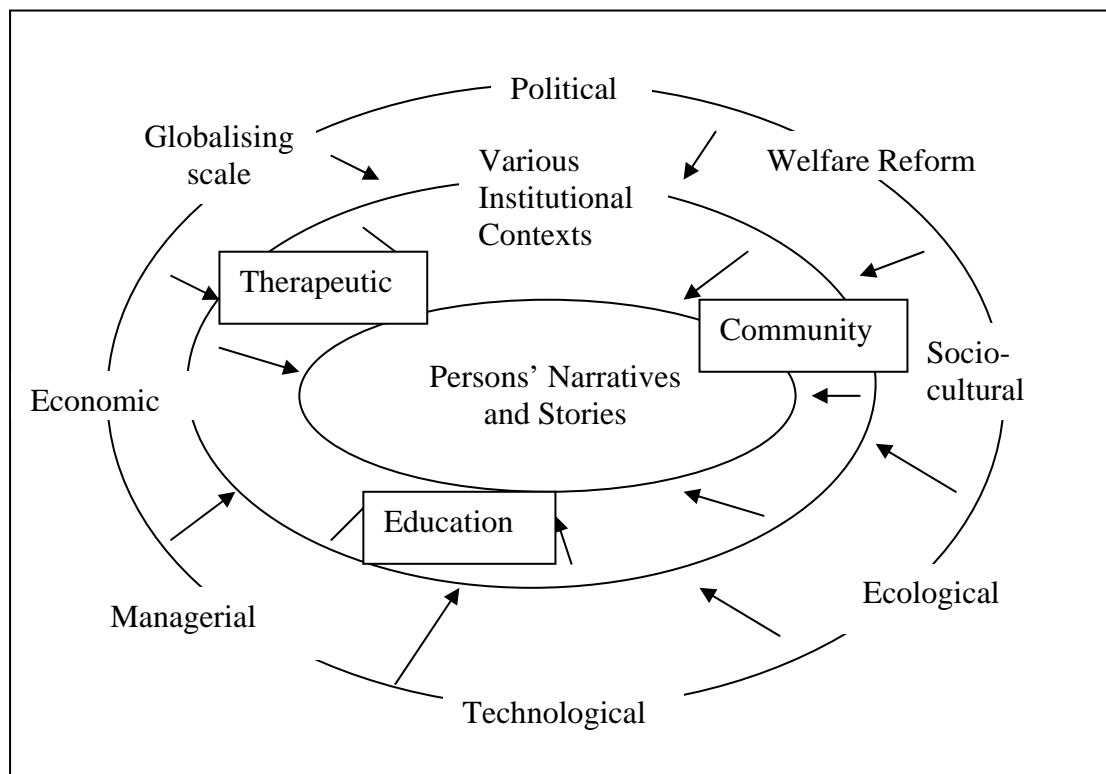 Political
Globalising
scale
Various
Institutional
Contexts
Welfare Reform
Therapeutic
Community
Persons’ Narratives
and Stories
Socio-
cultural
Economic
Education
Ecological
Managerial
Technological